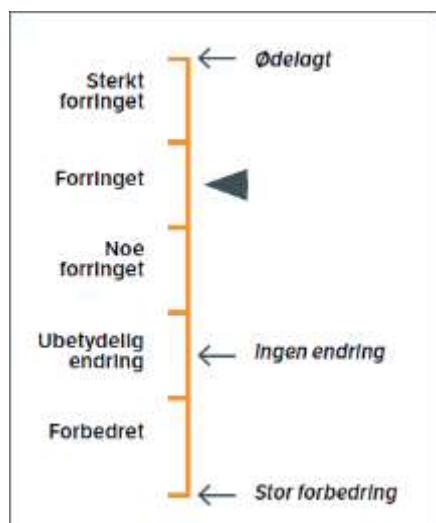 Ødelagt
Sterkt
forringet
Forringet
Noe
forringet
Ubetydelig
endring
Ingen endring
Forbedret
Stor forbedring